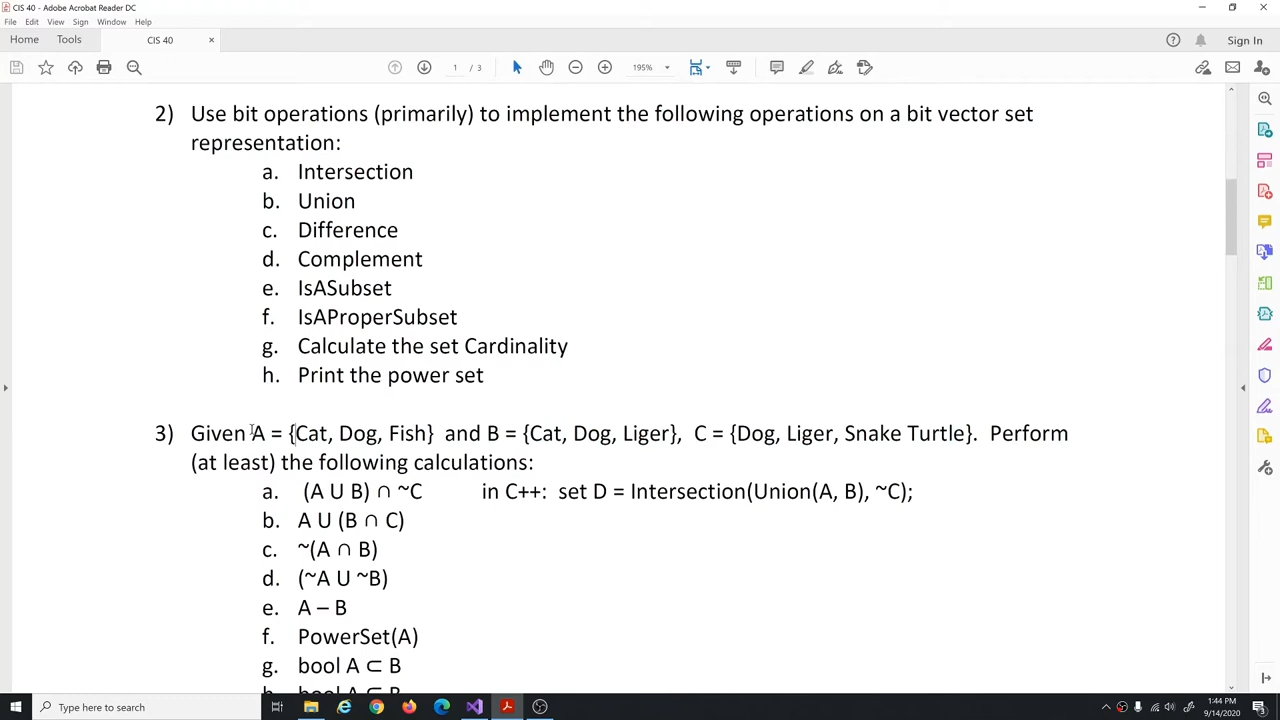 CIS 40 - Adobe Acrobat Reader DC
File Edit View Sign Window Help
Home Tools CIS 40 × Sign In
1 / 3 195%
2) Use bit operations (primarily) to implement the following operations on a bit vector set
representation:
a. Intersection
b. Union
c. Difference
d. Complement
e. IsASubset
f. IsAProperSubset
g. Calculate the set Cardinality
h. Print the power set
3) Given A = {Cat, Dog, Fish} and B = {Cat, Dog, Liger}, C = {Dog, Liger, Snake Turtle}. Perform
(at least) the following calculations:
a. (A U B) ∩ ~C in C++: set D = Intersection(Union(A, B), ~C);
b. A U (B ∩ C)
c. ~(A ∩ B)
d. (~A U ~B)
e. A – B
f. PowerSet(A)
g. bool A ⊂ B
h. bool A ⊆ B
Type here to search
1:44 PM
9/14/2020